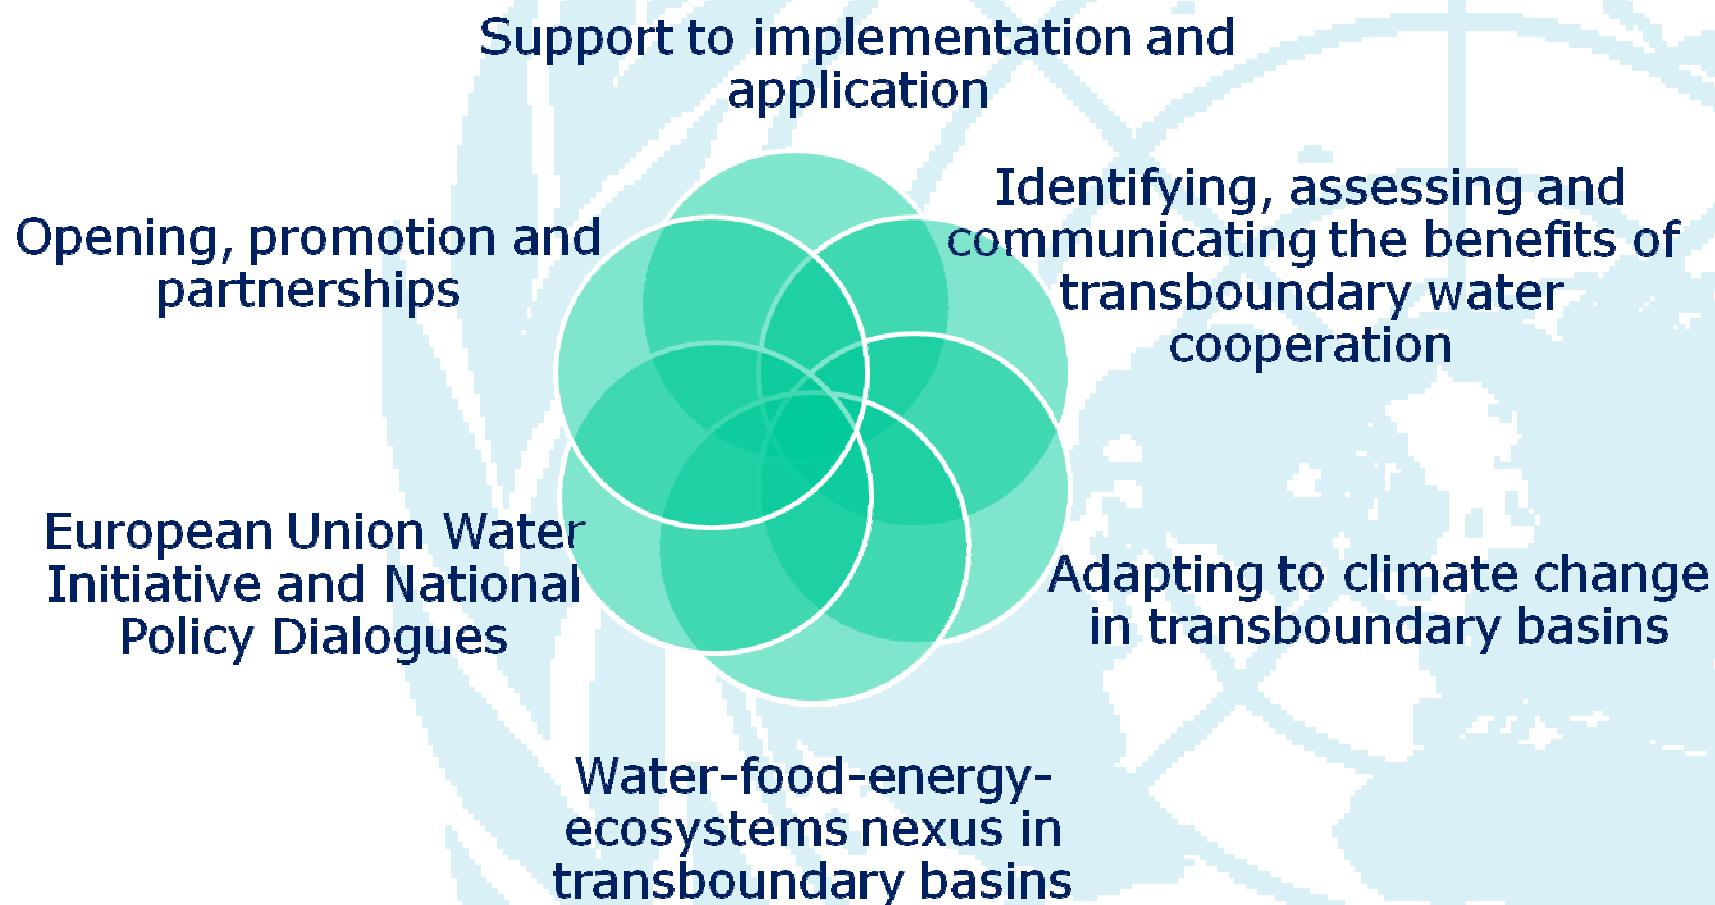 Support to implementation and
application
Identifying, assessing and
communicating the benefits of
transboundary water
cooperation
Opening, promotion and
partnerships
European Union Water
Initiative and National
Policy Dialogues
Adapting to climate change
in transboundary basins
Water-food-energy-
ecosystems nexus in
transboundary basins